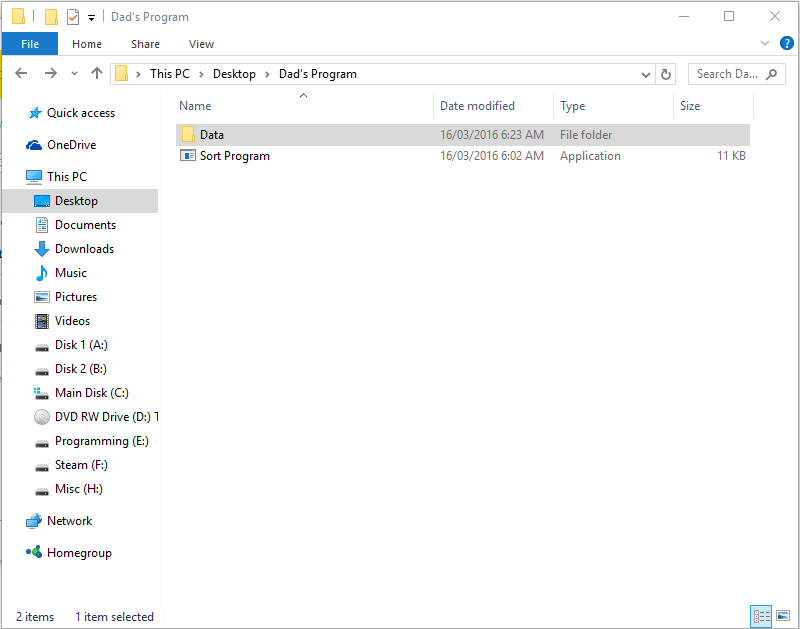 Dad's Program
File Home Share View
This PC Desktop Dad's Program Search Da...
Name Date modified Type Size
Data 16/03/2016 6:23 AM File folder
Sort Program 16/03/2016 6:02 AM Application 11 KB
Quick access
OneDrive
This PC
Desktop
Documents
Downloads
Music
Pictures
Videos
Disk 1 (A:)
Disk 2 (B:)
Main Disk (C:)
DVD RW Drive (D:) T
Programming (E:)
Steam (F:)
Misc (H:)
Network
Homegroup
2 items 1 item selected